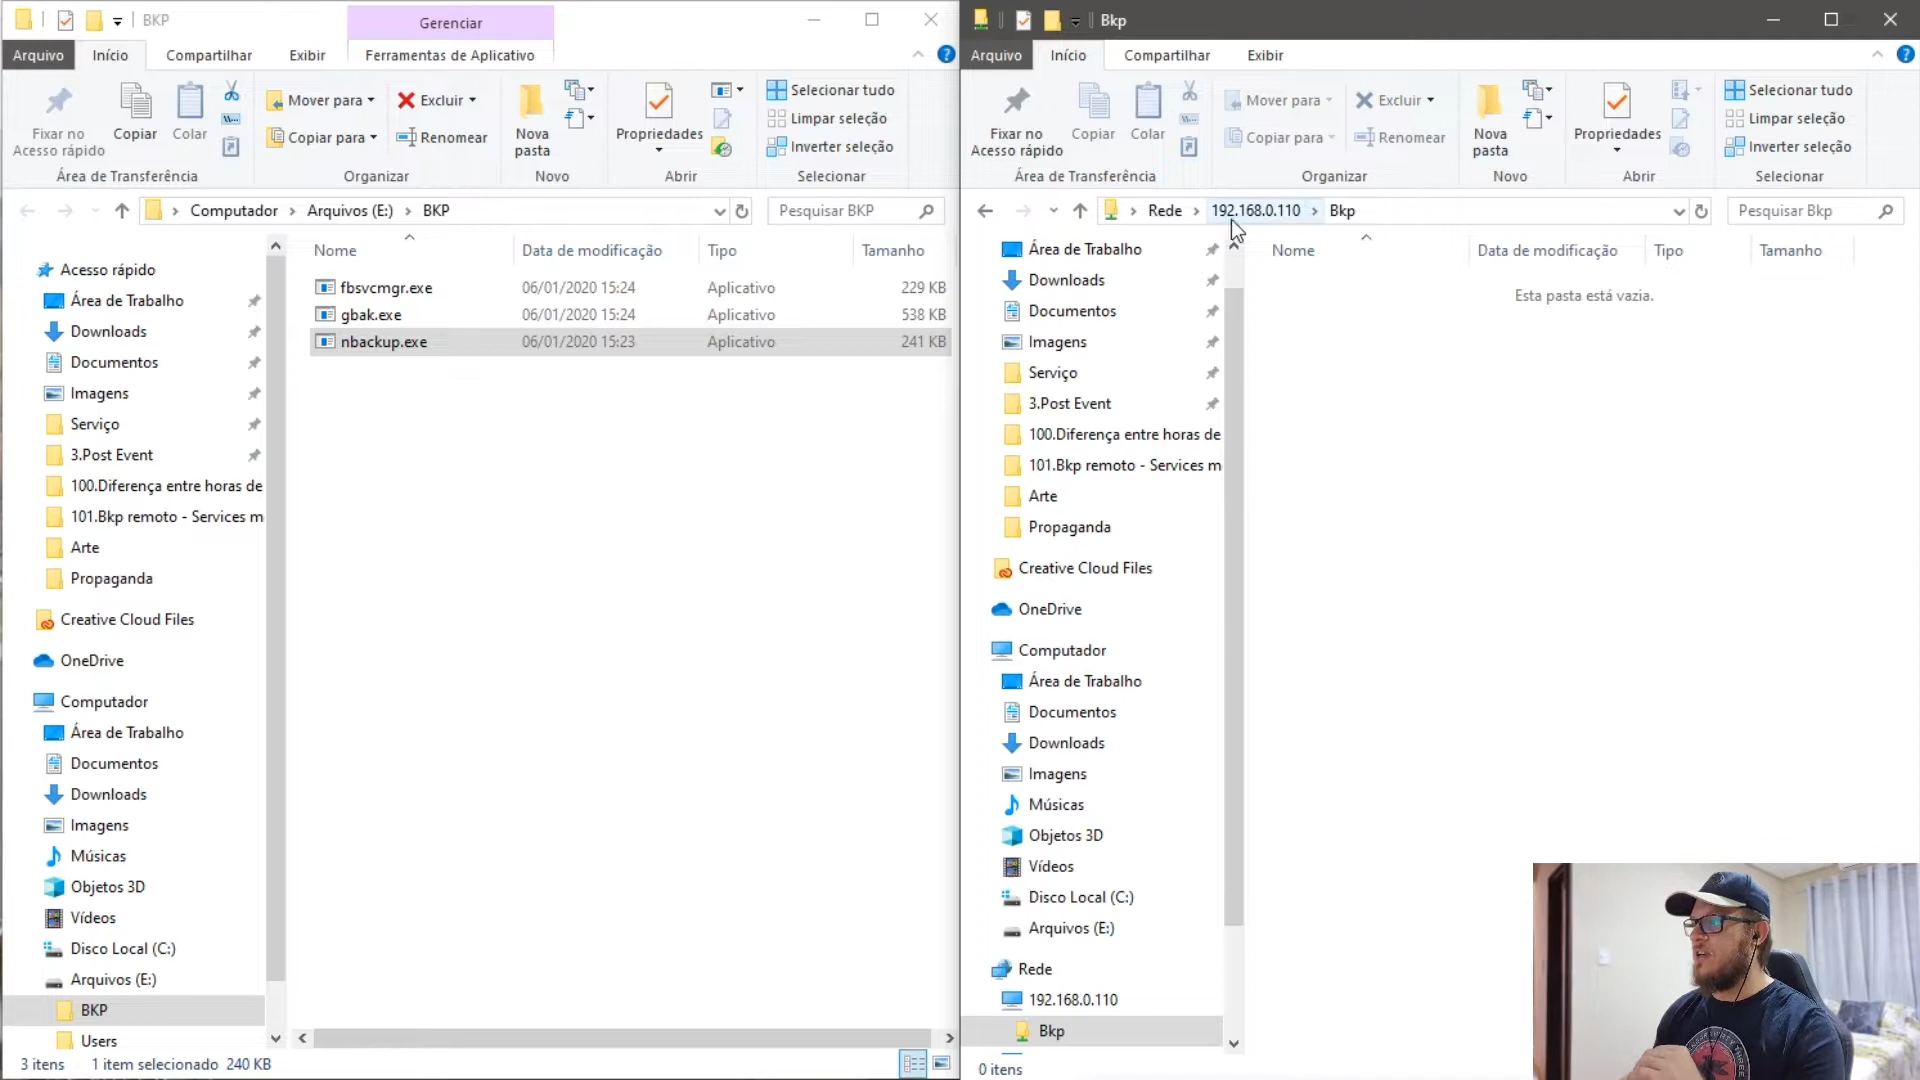 BKP
Gerenciar
Arquivo
Início
Compartilhar
Exibir
Ferramentas de Aplicativo
Fixar no
Acesso rápido
Copiar
Colar
Mover para
Copiar para
Excluir
Renomear
Nova
pasta
Propriedades
Selecionar tudo
Limpar seleção
Inverter seleção
Área de Transferência
Organizar
Novo
Abrir
Selecionar
Computador
Arquivos (E:)
BKP
Pesquisar BKP
Nome
Data de modificação
Tipo
Tamanho
fbsvcmgr.exe 06/01/2020 15:24 Aplicativo 229 KB
gbak.exe 06/01/2020 15:24 Aplicativo 538 KB
nbackup.exe 06/01/2020 15:23 Aplicativo 241 KB
Acesso rápido
Área de Trabalho
Downloads
Documentos
Imagens
Serviço
3.Post Event
100.Diferença entre horas de
101.Bkp remoto - Services m
Arte
Propaganda
Creative Cloud Files
OneDrive
Computador
Área de Trabalho
Documentos
Downloads
Imagens
Músicas
Objetos 3D
Vídeos
Disco Local (C:)
Arquivos (E:)
BKP
Users
3 itens
1 item selecionado 240 KB
Bkp
Arquivo
Início
Compartilhar
Exibir
Fixar no
Acesso rápido
Copiar
Colar
Mover para
Copiar para
Excluir
Renomear
Nova
pasta
Propriedades
Selecionar tudo
Limpar seleção
Inverter seleção
Área de Transferência
Organizar
Novo
Abrir
Selecionar
Rede
192.168.0.110
Bkp
Pesquisar Bkp
Nome
Data de modificação
Tipo
Tamanho
Esta pasta está vazia.
Área de Trabalho
Downloads
Documentos
Imagens
Serviço
3.Post Event
100.Diferença entre horas de
101.Bkp remoto - Services m
Arte
Propaganda
Creative Cloud Files
OneDrive
Computador
Área de Trabalho
Documentos
Downloads
Imagens
Músicas
Objetos 3D
Vídeos
Disco Local (C:)
Arquivos (E:)
Rede
192.168.0.110
Bkp
0 itens